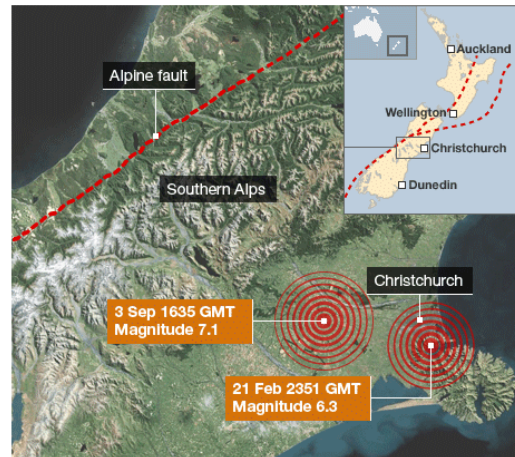 Alpine fault
Auckland
Wellington
Christchurch
Dunedin
Southern Alps
Christchurch
3 Sep 1635 GMT
Magnitude 7.1
21 Feb 2351 GMT
Magnitude 6.3